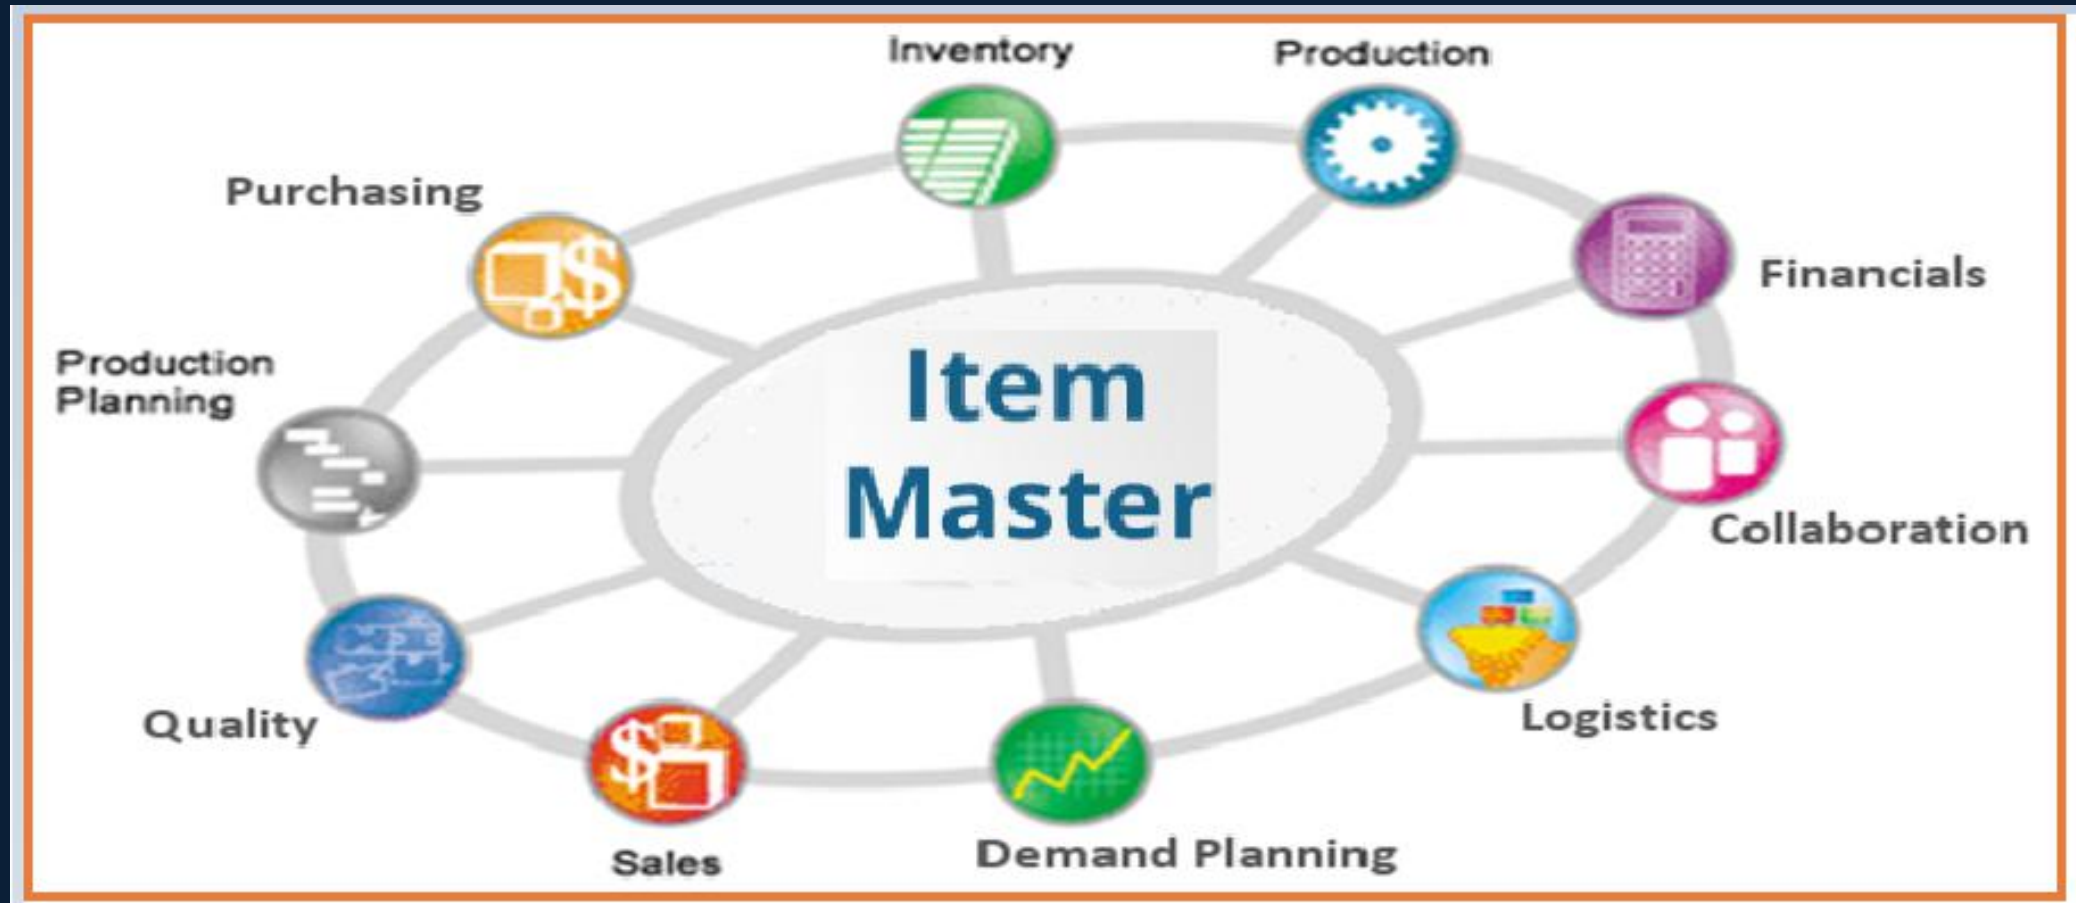 Inventory
Production
Purchasing
Financials
Production
Planning
Item
Master
Collaboration
Quality
Logistics
Sales
Demand Planning